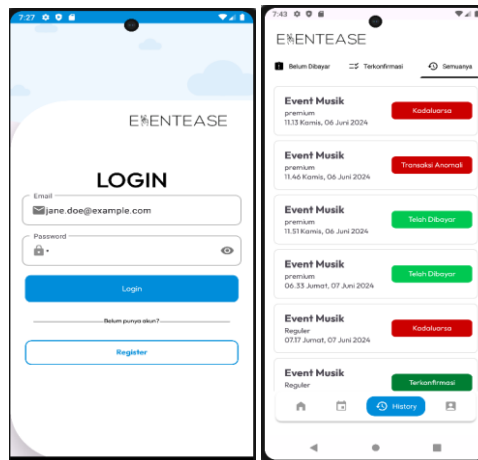 7:27
EVENTEASE
LOGIN
Email
jane.doe@example.com
Password
Login
Belum punya akun?
Register
7:43
EVENTEASE
Belum Dibayar
Terkonfirmasi
Semuanya
Event Musik
premium
11.13 Kamis, 06 Juni 2024
Kadaluarsa
Event Musik
premium
11.46 Kamis, 06 Juni 2024
Transaksi Anomali
Event Musik
premium
11.51 Kamis, 06 Juni 2024
Telah Dibayar
Event Musik
premium
06.33 Jumat, 07 Juni 2024
Telah Dibayar
Event Musik
Reguler
07.17 Jumat, 07 Juni 2024
Kadaluarsa
Event Musik
Reguler
Terkonfirmasi
History